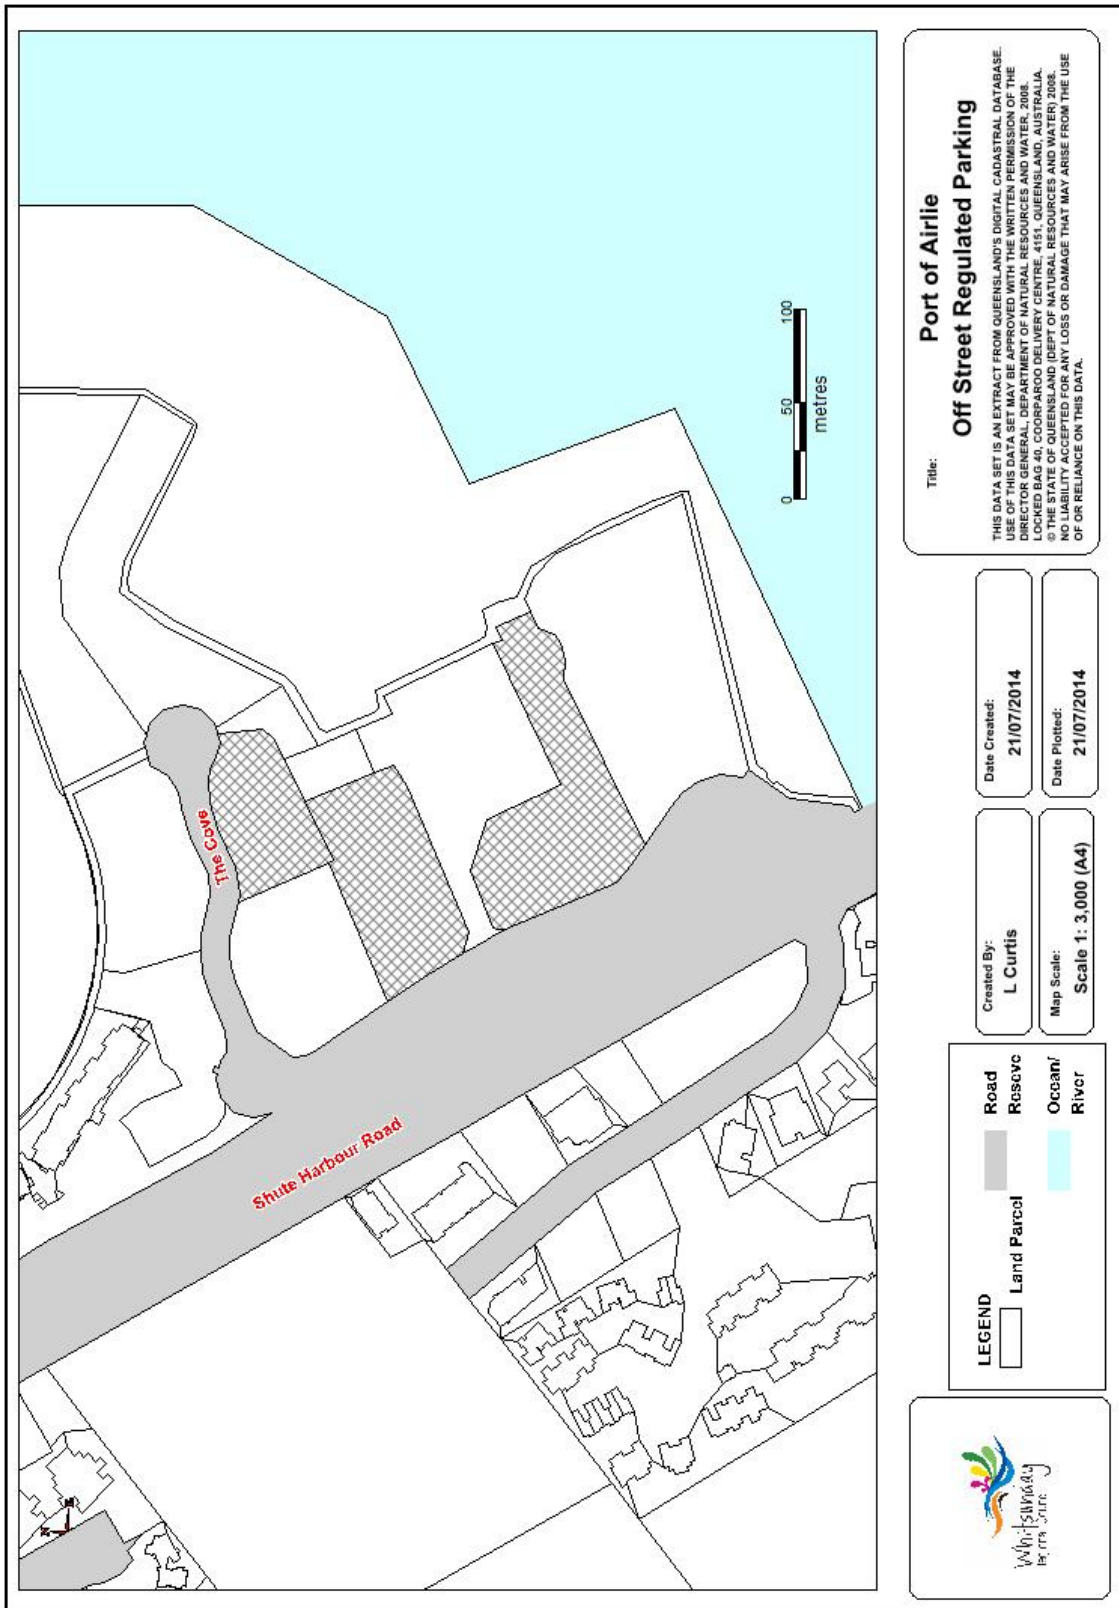 The Cove
Shute Harbour Road
0 50 100
metres
Whitsunday
LEGEND
Land Parcel
Road
Reseve
Ocean/
River
Created By:
L Curtis
Map Scale:
Scale 1: 3,000 (A4)
Date Created:
21/07/2014
Date Plotted:
21/07/2014
Title:
Port of Airlie
Off Street Regulated Parking
THIS DATA SET IS AN EXTRACT FROM QUEENSLAND'S DIGITAL CADASTRAL DATABASE.
USE OF THIS DATA SET MAY BE APPROVED WITH THE WRITTEN PERMISSION OF THE
DIRECTOR GENERAL, DEPARTMENT OF NATURAL RESOURCES AND WATER, 2008.
LOCKED BAG 40, COORPAROO DELIVERY CENTRE, 4151, QUEENSLAND, AUSTRALIA.
© THE STATE OF QUEENSLAND (DEPT OF NATURAL RESOURCES AND WATER) 2008.
NO LIABILITY ACCEPTED FOR ANY LOSS OR DAMAGE THAT MAY ARISE FROM THE USE
OF OR RELIANCE ON THIS DATA.